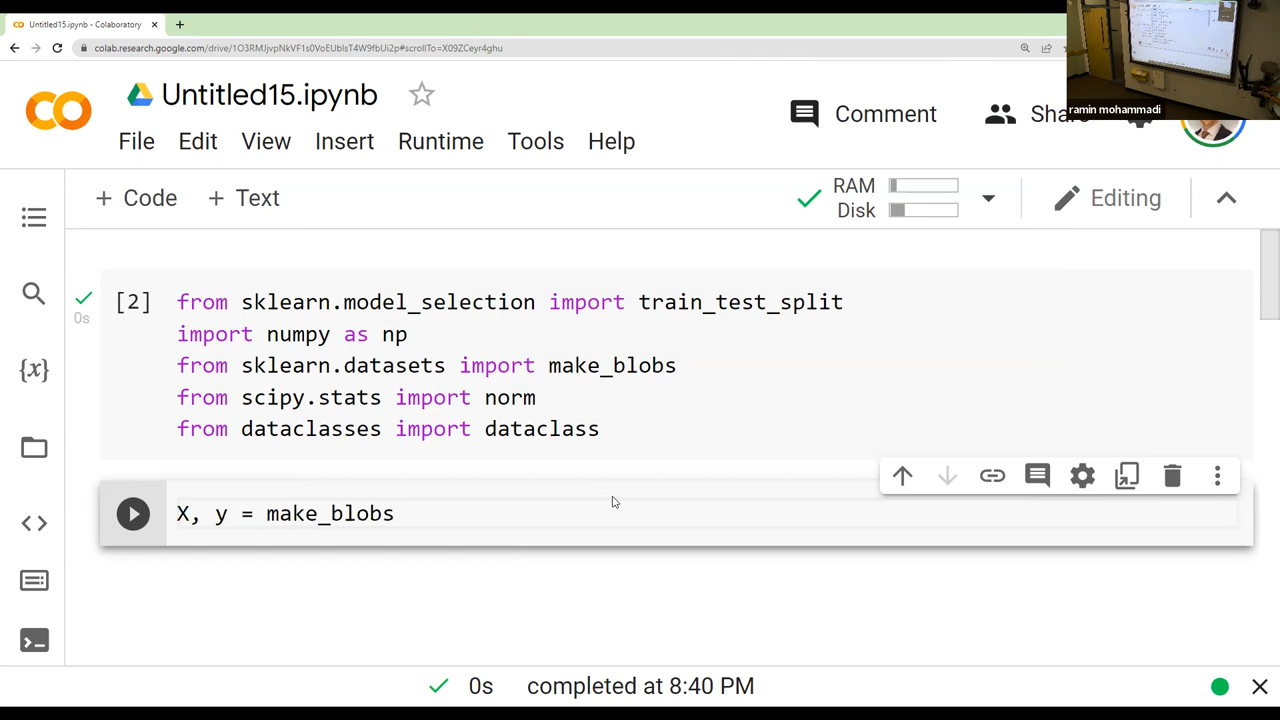 Untitled15.ipynb - Colaboratory
colab.research.google.com/drive/
ramin mohammadi
Untitled15.ipynb
Comment
File Edit View Insert Runtime Tools Help
+ Code + Text
RAM
Disk
Editing
[2]
0s
from sklearn.model_selection import train_test_split
import numpy as np
from sklearn.datasets import make_blobs
from scipy.stats import norm
from dataclasses import dataclass
{x}
X, y = make_blobs
0s completed at 8:40 PM